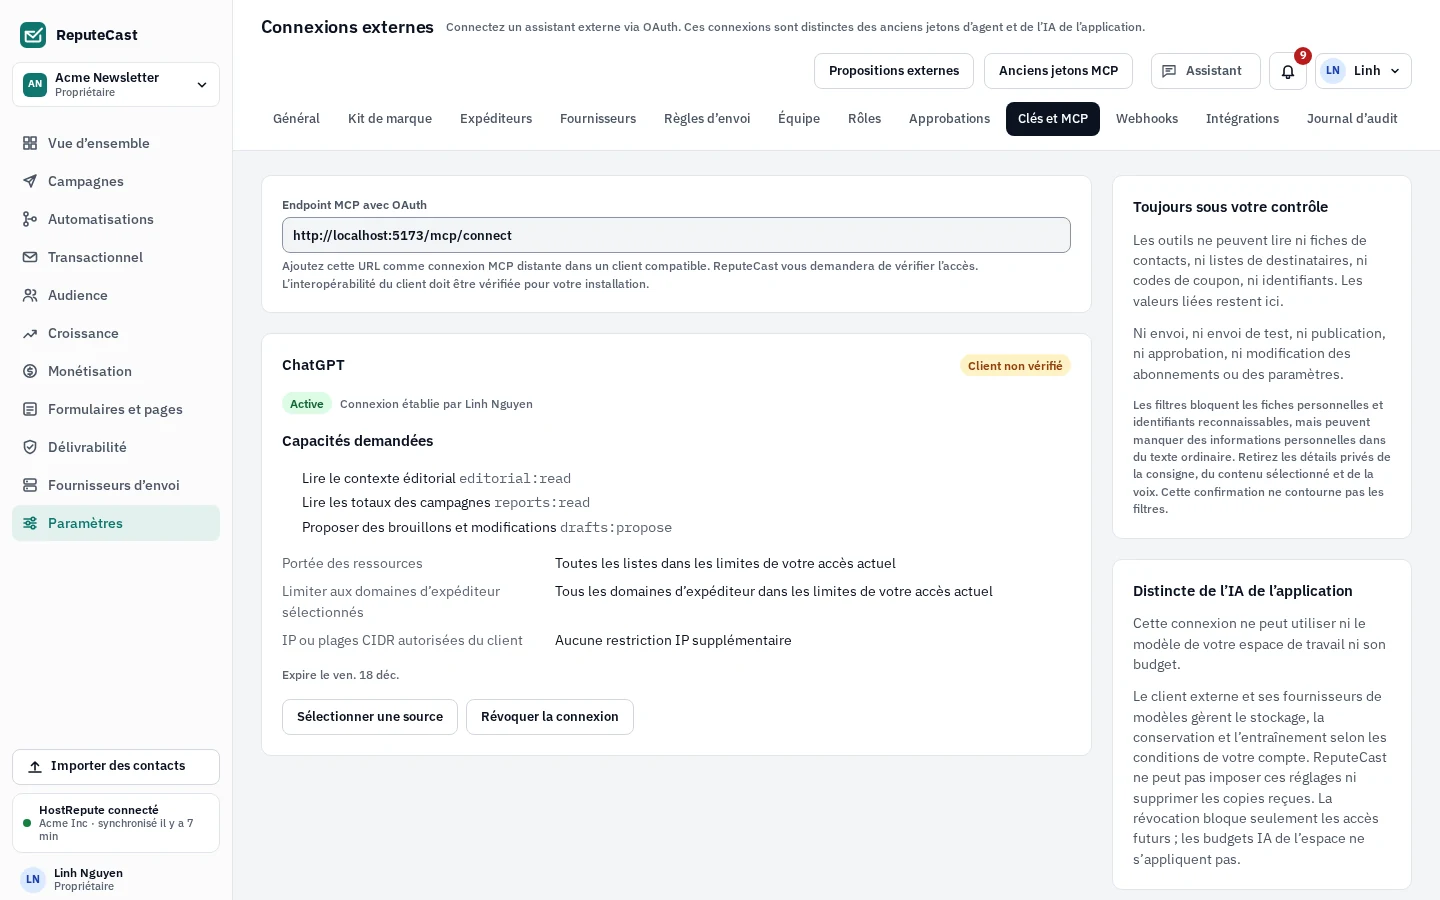 ReputeCast
AN
Acme Newsletter
Propriétaire
Vue d’ensemble
Campagnes
Automatisations
Transactionnel
Audience
Croissance
Monétisation
Formulaires et pages
Délivrabilité
Fournisseurs d’envoi
Paramètres
Importer des contacts
HostRepute connecté
Acme Inc · synchronisé il y a 7
min
LN
Linh Nguyen
Propriétaire
Connexions externes
Connectez un assistant externe via OAuth. Ces connexions sont distinctes des anciens jetons d’agent et de l’IA de l’application.
Propositions externes
Anciens jetons MCP
Assistant
9
LN
Linh
Général
Kit de marque
Expéditeurs
Fournisseurs
Règles d’envoi
Équipe
Rôles
Approbations
Clés et MCP
Webhooks
Intégrations
Journal d’audit
Endpoint MCP avec OAuth
http://localhost:5173/mcp/connect
Ajoutez cette URL comme connexion MCP distante dans un client compatible. ReputeCast vous demandera de vérifier l’accès.
L’interopérabilité du client doit être vérifiée pour votre installation.
ChatGPT
Client non vérifié
Active
Connexion établie par Linh Nguyen
Capacités demandées
Lire le contexte éditorial editorial:read
Lire les totaux des campagnes reports:read
Proposer des brouillons et modifications drafts:propose
Portée des ressources
Toutes les listes dans les limites de votre accès actuel
Limiter aux domaines d’expéditeur
sélectionnés
Tous les domaines d’expéditeur dans les limites de votre accès actuel
IP ou plages CIDR autorisées du client
Aucune restriction IP supplémentaire
Expire le ven. 18 déc.
Sélectionner une source
Révoquer la connexion
Toujours sous votre contrôle
Les outils ne peuvent lire ni fiches de
contacts, ni listes de destinataires, ni
codes de coupon, ni identifiants. Les
valeurs liées restent ici.
Ni envoi, ni envoi de test, ni publication,
ni approbation, ni modification des
abonnements ou des paramètres.
Les filtres bloquent les fiches personnelles et
identifiants reconnaissables, mais peuvent
manquer des informations personnelles dans
du texte ordinaire. Retirez les détails privés de
la consigne, du contenu sélectionné et de la
voix. Cette confirmation ne contourne pas les
filtres.
Distincte de l’IA de l’application
Cette connexion ne peut utiliser ni le
modèle de votre espace de travail ni son
budget.
Le client externe et ses fournisseurs de
modèles gèrent le stockage, la
conservation et l’entraînement selon les
conditions de votre compte. ReputeCast
ne peut pas imposer ces réglages ni
supprimer les copies reçues. La
révocation bloque seulement les accès
futurs ; les budgets IA de l’espace ne
s’appliquent pas.